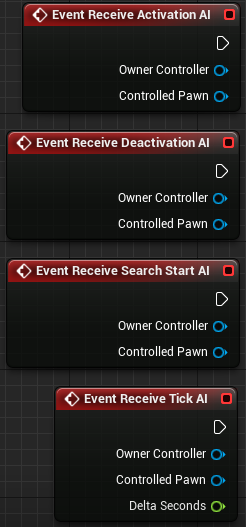 Event Receive Activation AI
Owner Controller
Controlled Pawn
Event Receive Deactivation AI
Owner Controller
Controlled Pawn
Event Receive Search Start AI
Owner Controller
Controlled Pawn
Event Receive Tick AI
Owner Controller
Controlled Pawn
Delta Seconds